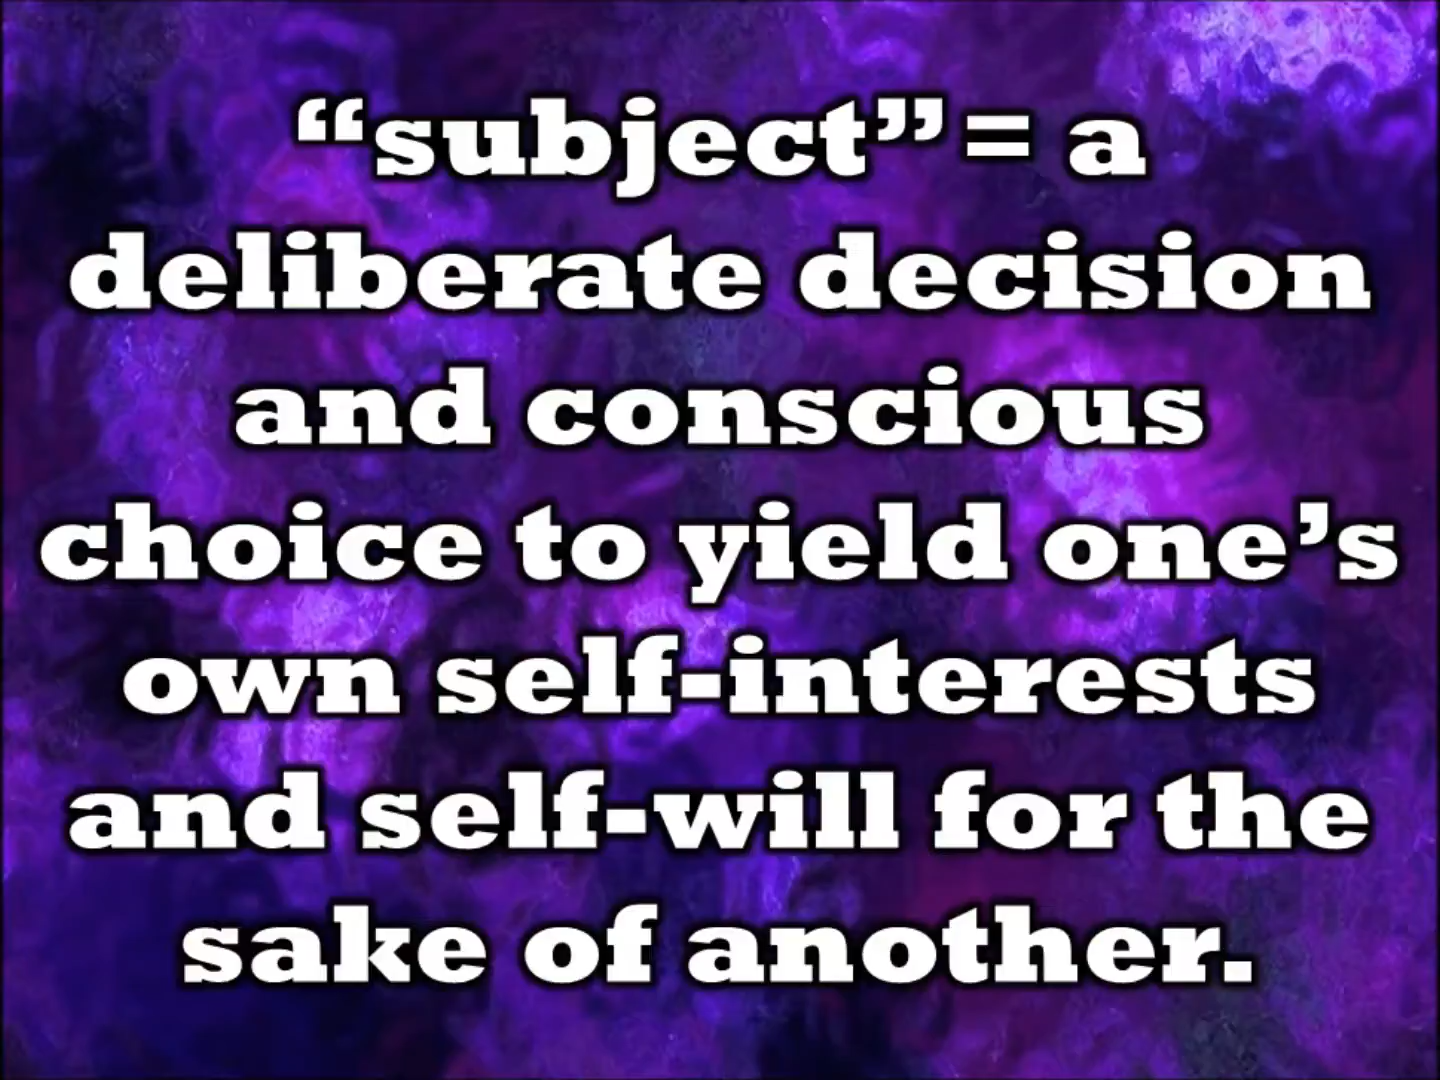 “subject” = a
deliberate decision
and conscious
choice to yield one’s
own self-interests
and self-will for the
sake of another.